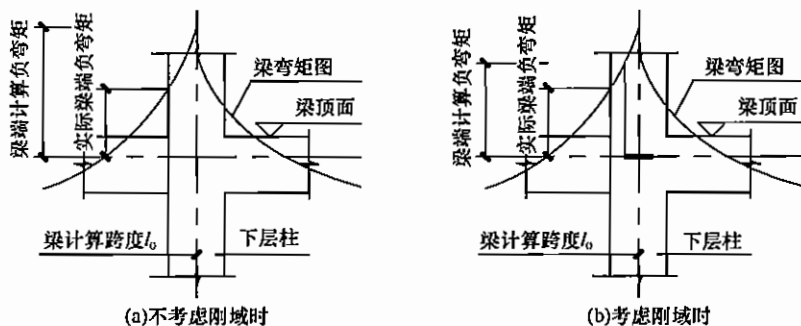 梁端计算负弯矩
实际梁端负弯矩
梁弯矩图
梁顶面
梁计算跨度l₀
下层柱
(a)不考虑刚域时
梁端计算负弯矩
实际梁端负弯矩
梁弯矩图
梁顶面
梁计算跨度l₀
下层柱
(b)考虑刚域时